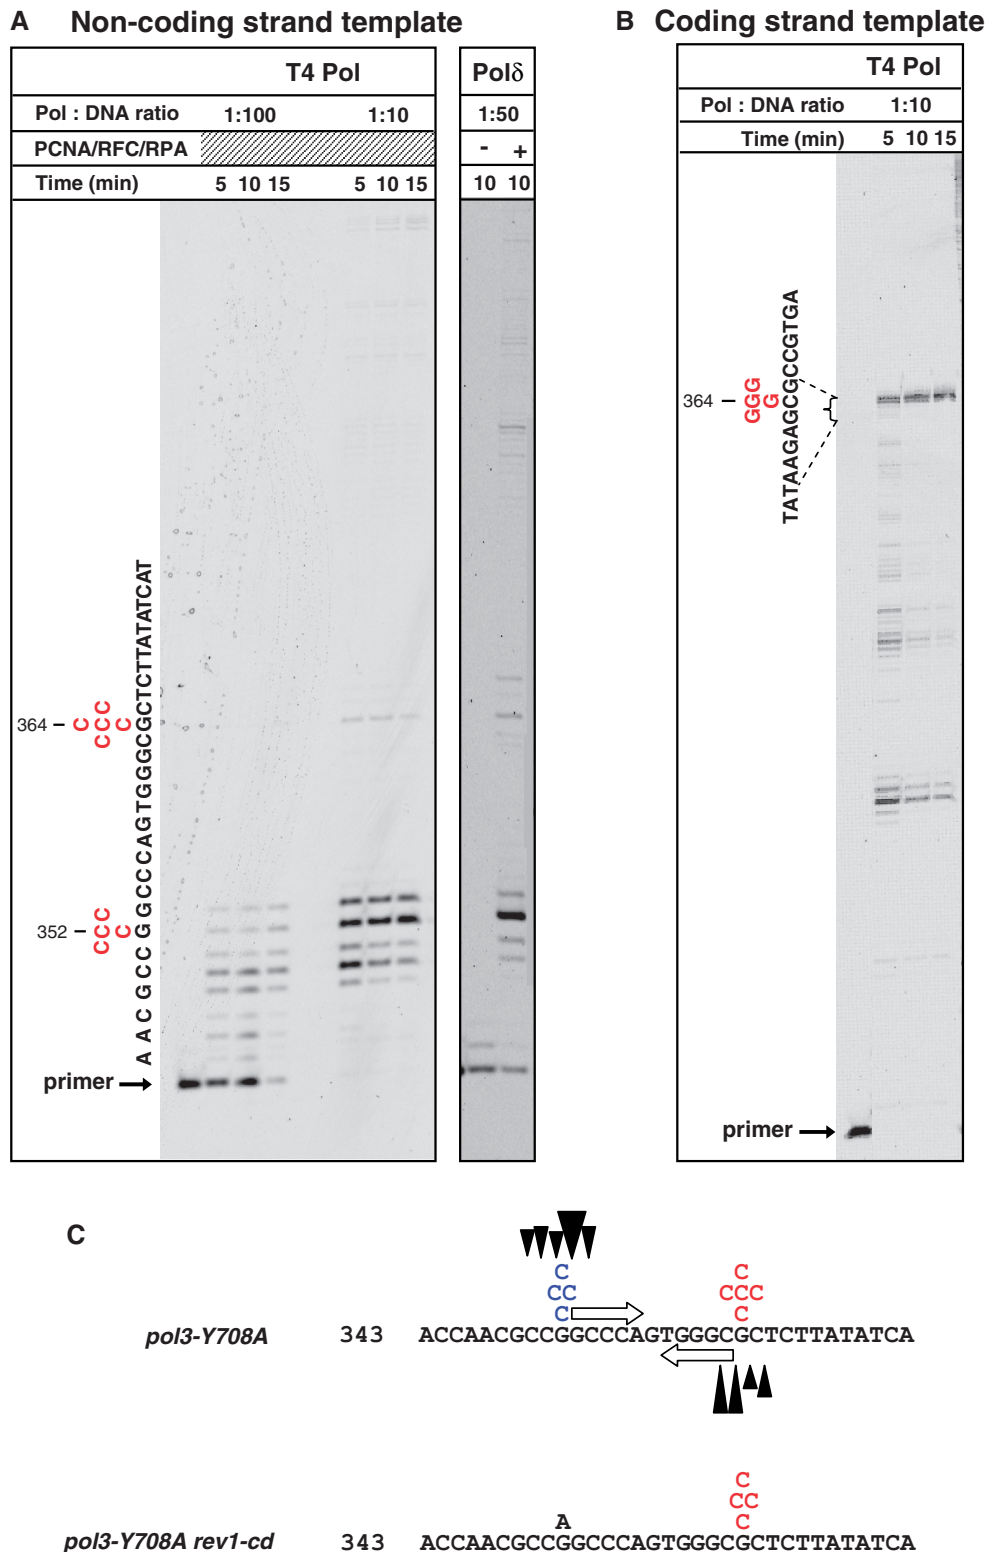 A Non-coding strand template
T4 Pol
Pol : DNA ratio 1:100 1:10
PCNA/RFC/RPA
Time (min) 5 10 15 5 10 15
Polδ
1:50
- +
10 10
364 – C CCC CC C
352 – CCC C
A A C G C C G G C C C A G T G G G C G C T C T T A T A T C A T
primer
B Coding strand template
T4 Pol
Pol : DNA ratio 1:10
Time (min) 5 10 15
364 – GGG G
TATAAGAGCGCCGTGA
primer
C
C
CC
C
C
CCC
C
pol3-Y708A 343 ACCAACGCCGGCCCAGTGGGCGCTCTTATATCA
C
CC
A C
pol3-Y708A rev1-cd 343 ACCAACGCCGGCCCAGTGGGCGCTCTTATATCA